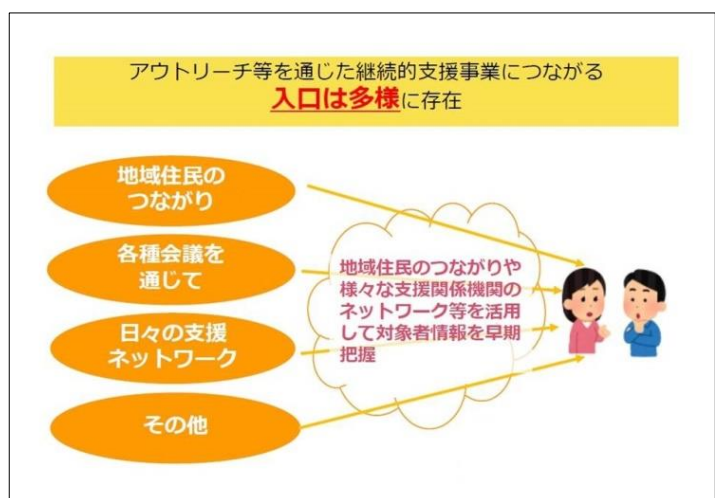 アウトリーチ等を通じた継続的支援事業につながる
入口は多様に存在
地域住民の
つながり
各種会議を
通じて
日々の支援
ネットワーク
その他
地域住民のつながりや
様々な支援関係機関の
ネットワーク等を活用
して対象者情報を早期
把握